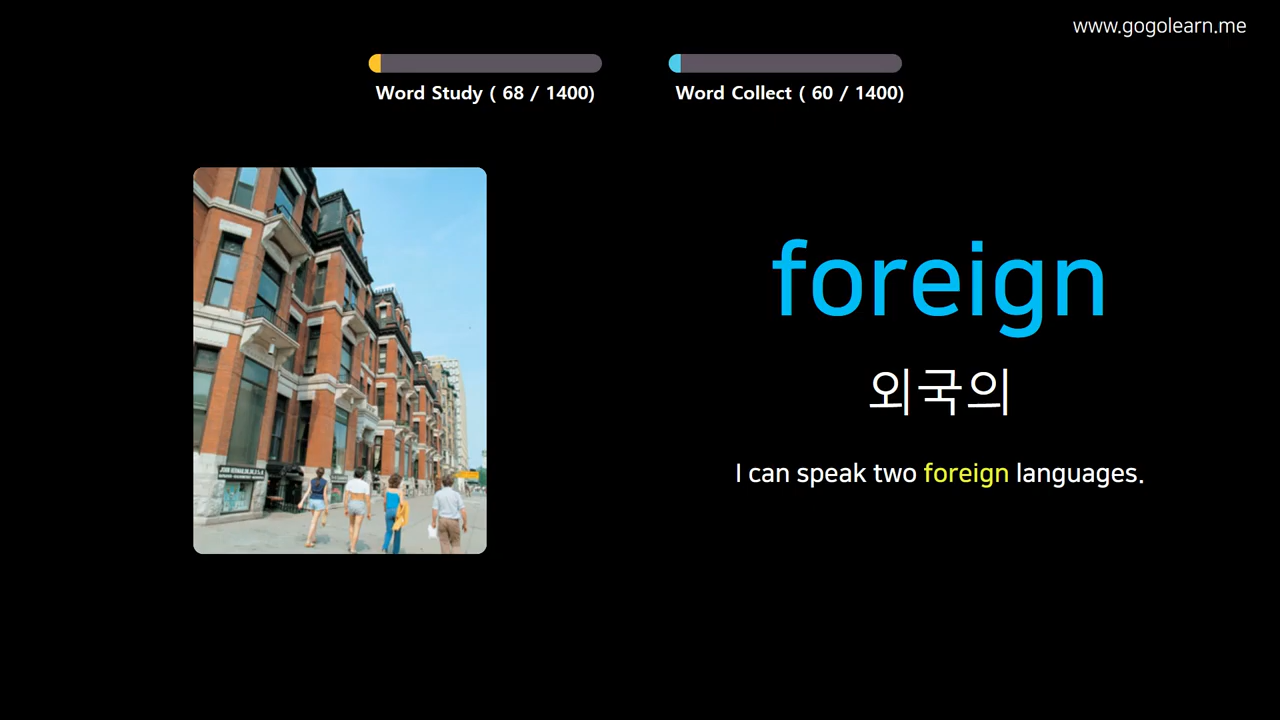 www.gogolearn.me
Word Study ( 68 / 1400)
Word Collect ( 60 / 1400)
foreign
외국의
I can speak two foreign languages.